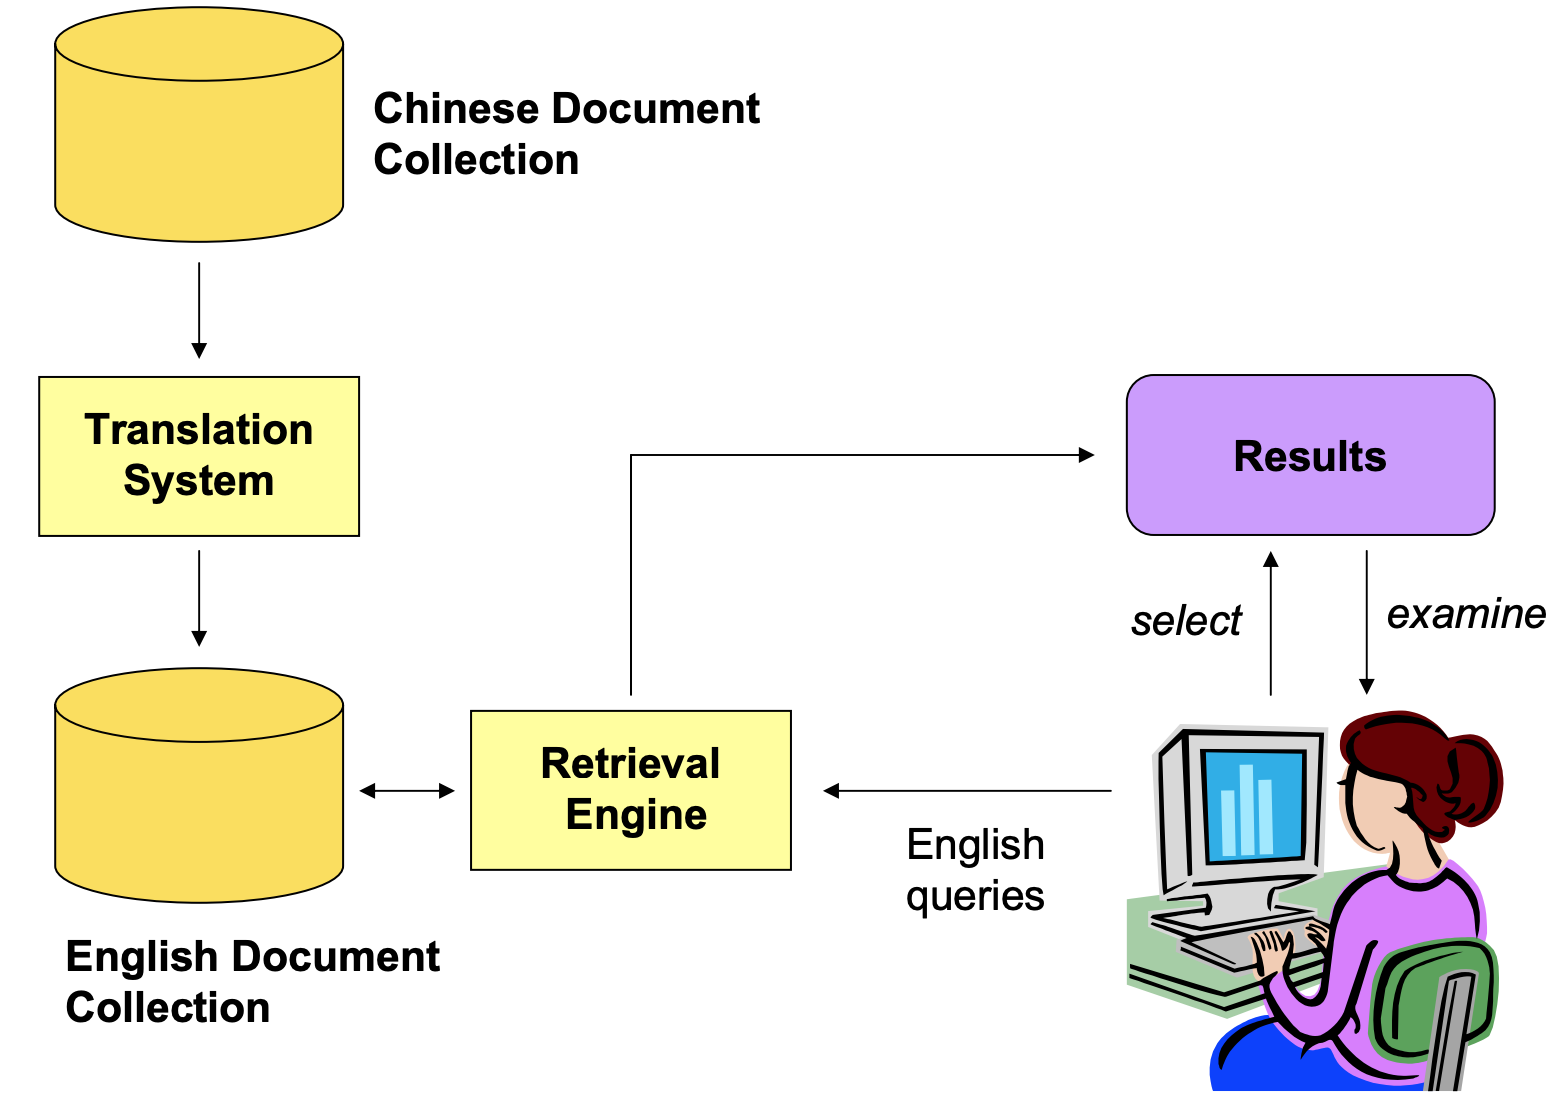 Chinese Document
Collection
Translation
System
Results
select
examine
Retrieval
Engine
English
queries
English Document
Collection